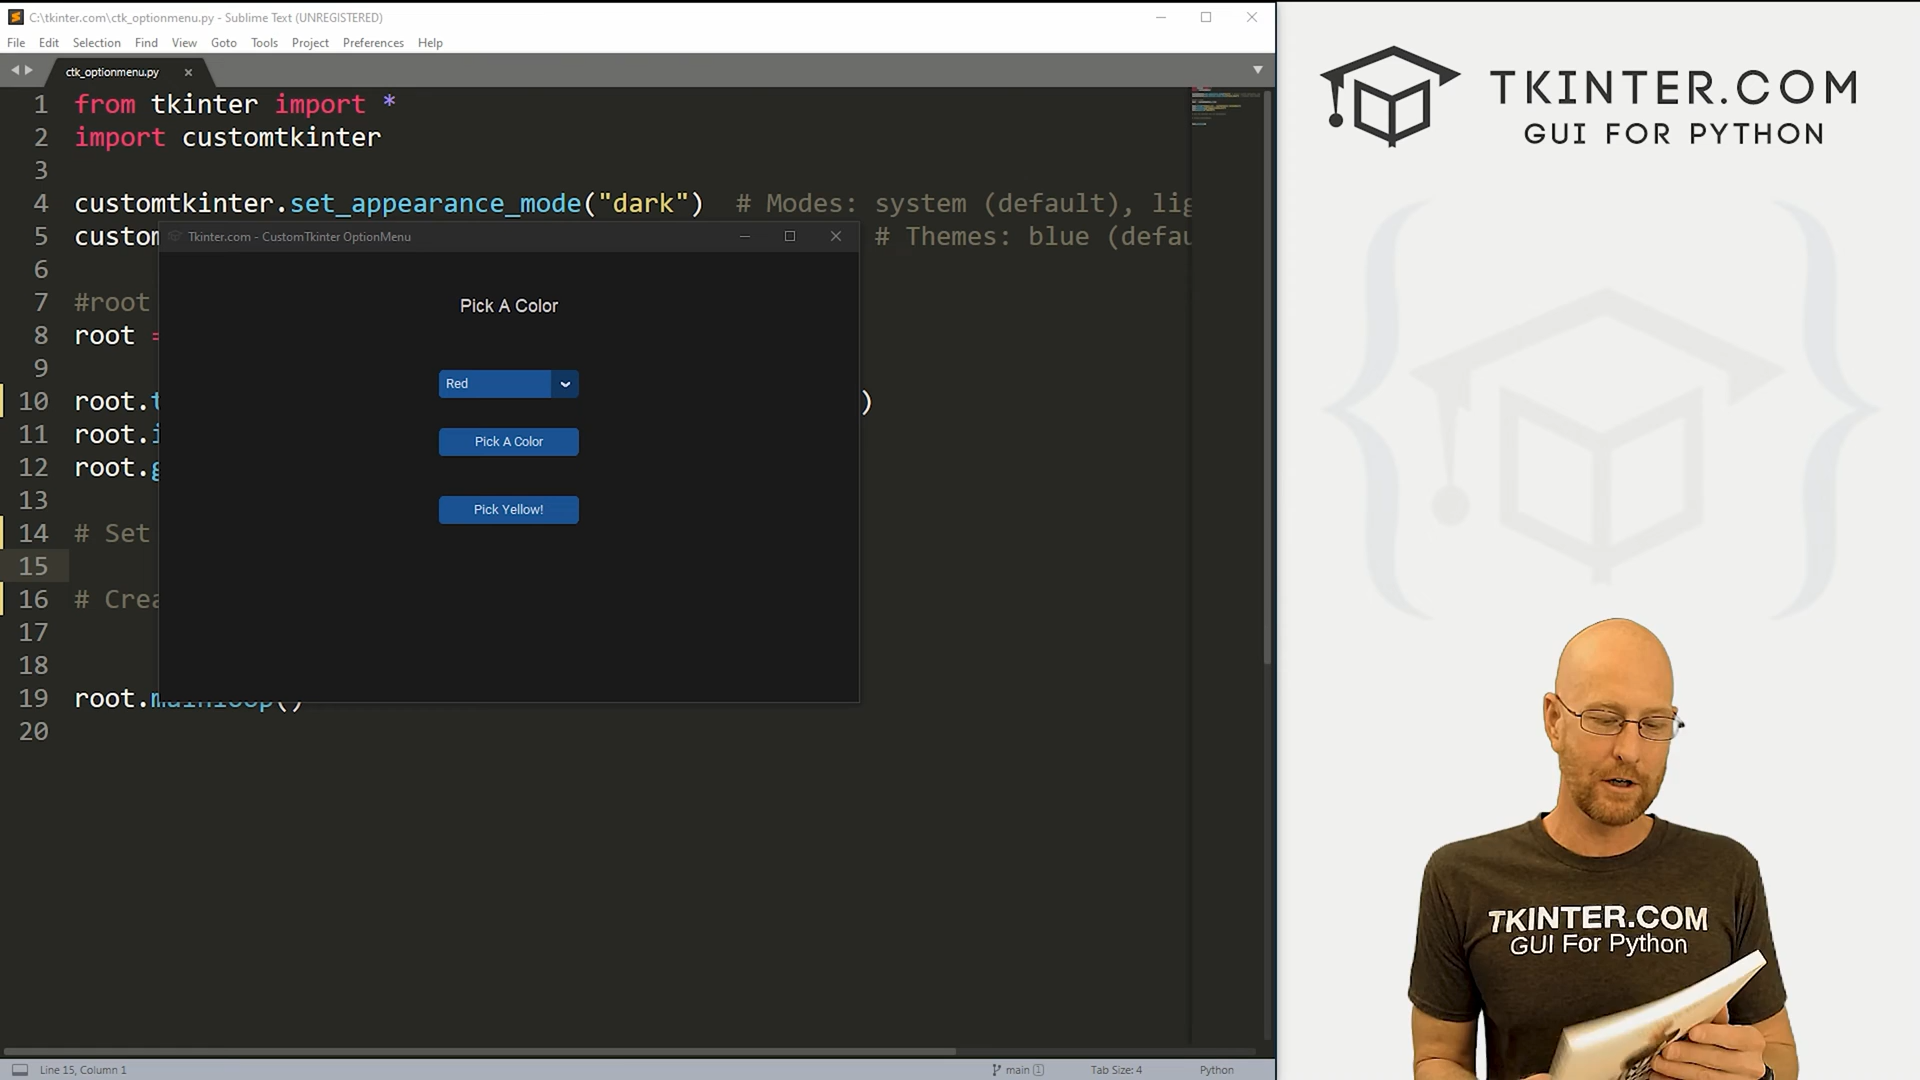 C:\tkinter.com\ctk_optionmenu.py - Sublime Text (UNREGISTERED)
File Edit Selection Find View Goto Tools Project Preferences Help
ctk_optionmenu.py
1 from tkinter import *
2 import customtkinter
3
4 customtkinter.set_appearance_mode("dark") # Modes: system (default), lig
5 custom # Themes: blue (defau
6
7 #root
8 root =
9
10 root.t )
11 root.i
12 root.g
13
14 # Set
15
16 # Crea
17
18
19 root.mainloop()
20
Tkinter.com - CustomTkinter OptionMenu
Pick A Color
Red
Pick A Color
Pick Yellow!
Line 15, Column 1
main 1
Tab Size: 4
Python
TKINTER.COM
GUI FOR PYTHON
TKINTER.COM
GUI For Python